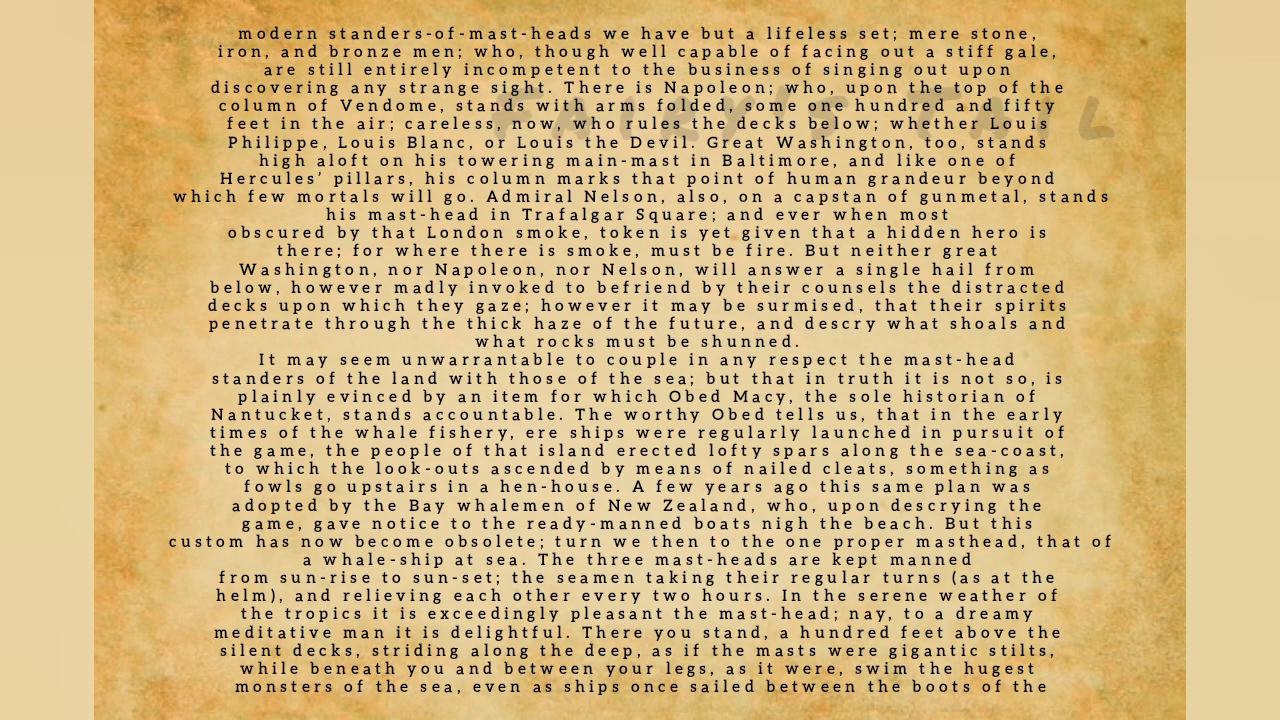 modern standers-of-mast-heads we have but a lifeless set; mere stone,
iron, and bronze men; who, though well capable of facing out a stiff gale,
are still entirely incompetent to the business of singing out upon
discovering any strange sight. There is Napoleon; who, upon the top of the
column of Vendome, stands with arms folded, some one hundred and fifty
feet in the air; careless, now, who rules the decks below; whether Louis
Philippe, Louis Blanc, or Louis the Devil. Great Washington, too, stands
high aloft on his towering main-mast in Baltimore, and like one of
Hercules’ pillars, his column marks that point of human grandeur beyond
which few mortals will go. Admiral Nelson, also, on a capstan of gunmetal, stands
his mast-head in Trafalgar Square; and ever when most
obscured by that London smoke, token is yet given that a hidden hero is
there; for where there is smoke, must be fire. But neither great
Washington, nor Napoleon, nor Nelson, will answer a single hail from
below, however madly invoked to befriend by their counsels the distracted
decks upon which they gaze; however it may be surmised, that their spirits
penetrate through the thick haze of the future, and descry what shoals and
what rocks must be shunned.
It may seem unwarrantable to couple in any respect the mast-head
standers of the land with those of the sea; but that in truth it is not so, is
plainly evinced by an item for which Obed Macy, the sole historian of
Nantucket, stands accountable. The worthy Obed tells us, that in the early
times of the whale fishery, ere ships were regularly launched in pursuit of
the game, the people of that island erected lofty spars along the sea-coast,
to which the look-outs ascended by means of nailed cleats, something as
fowls go upstairs in a hen-house. A few years ago this same plan was
adopted by the Bay whalemen of New Zealand, who, upon descrying the
game, gave notice to the ready-manned boats nigh the beach. But this
custom has now become obsolete; turn we then to the one proper masthead, that of
a whale-ship at sea. The three mast-heads are kept manned
from sun-rise to sun-set; the seamen taking their regular turns (as at the
helm), and relieving each other every two hours. In the serene weather of
the tropics it is exceedingly pleasant the mast-head; nay, to a dreamy
meditative man it is delightful. There you stand, a hundred feet above the
silent decks, striding along the deep, as if the masts were gigantic stilts,
while beneath you and between your legs, as it were, swim the hugest
monsters of the sea, even as ships once sailed between the boots of the